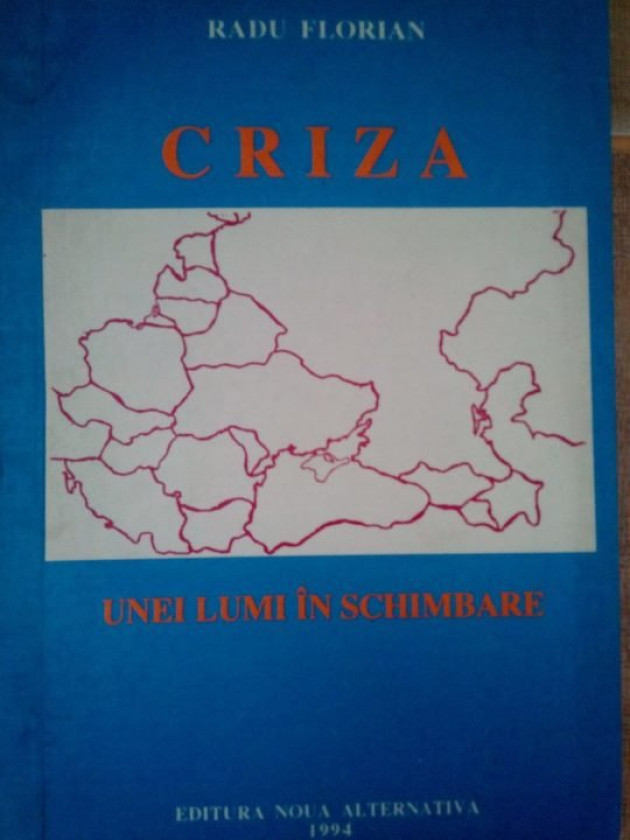 RADU FLORIAN
CRIZA
UNEI LUMI ÎN SCHIMBARE
EDITURA NOUA ALTERNATIVA
1994